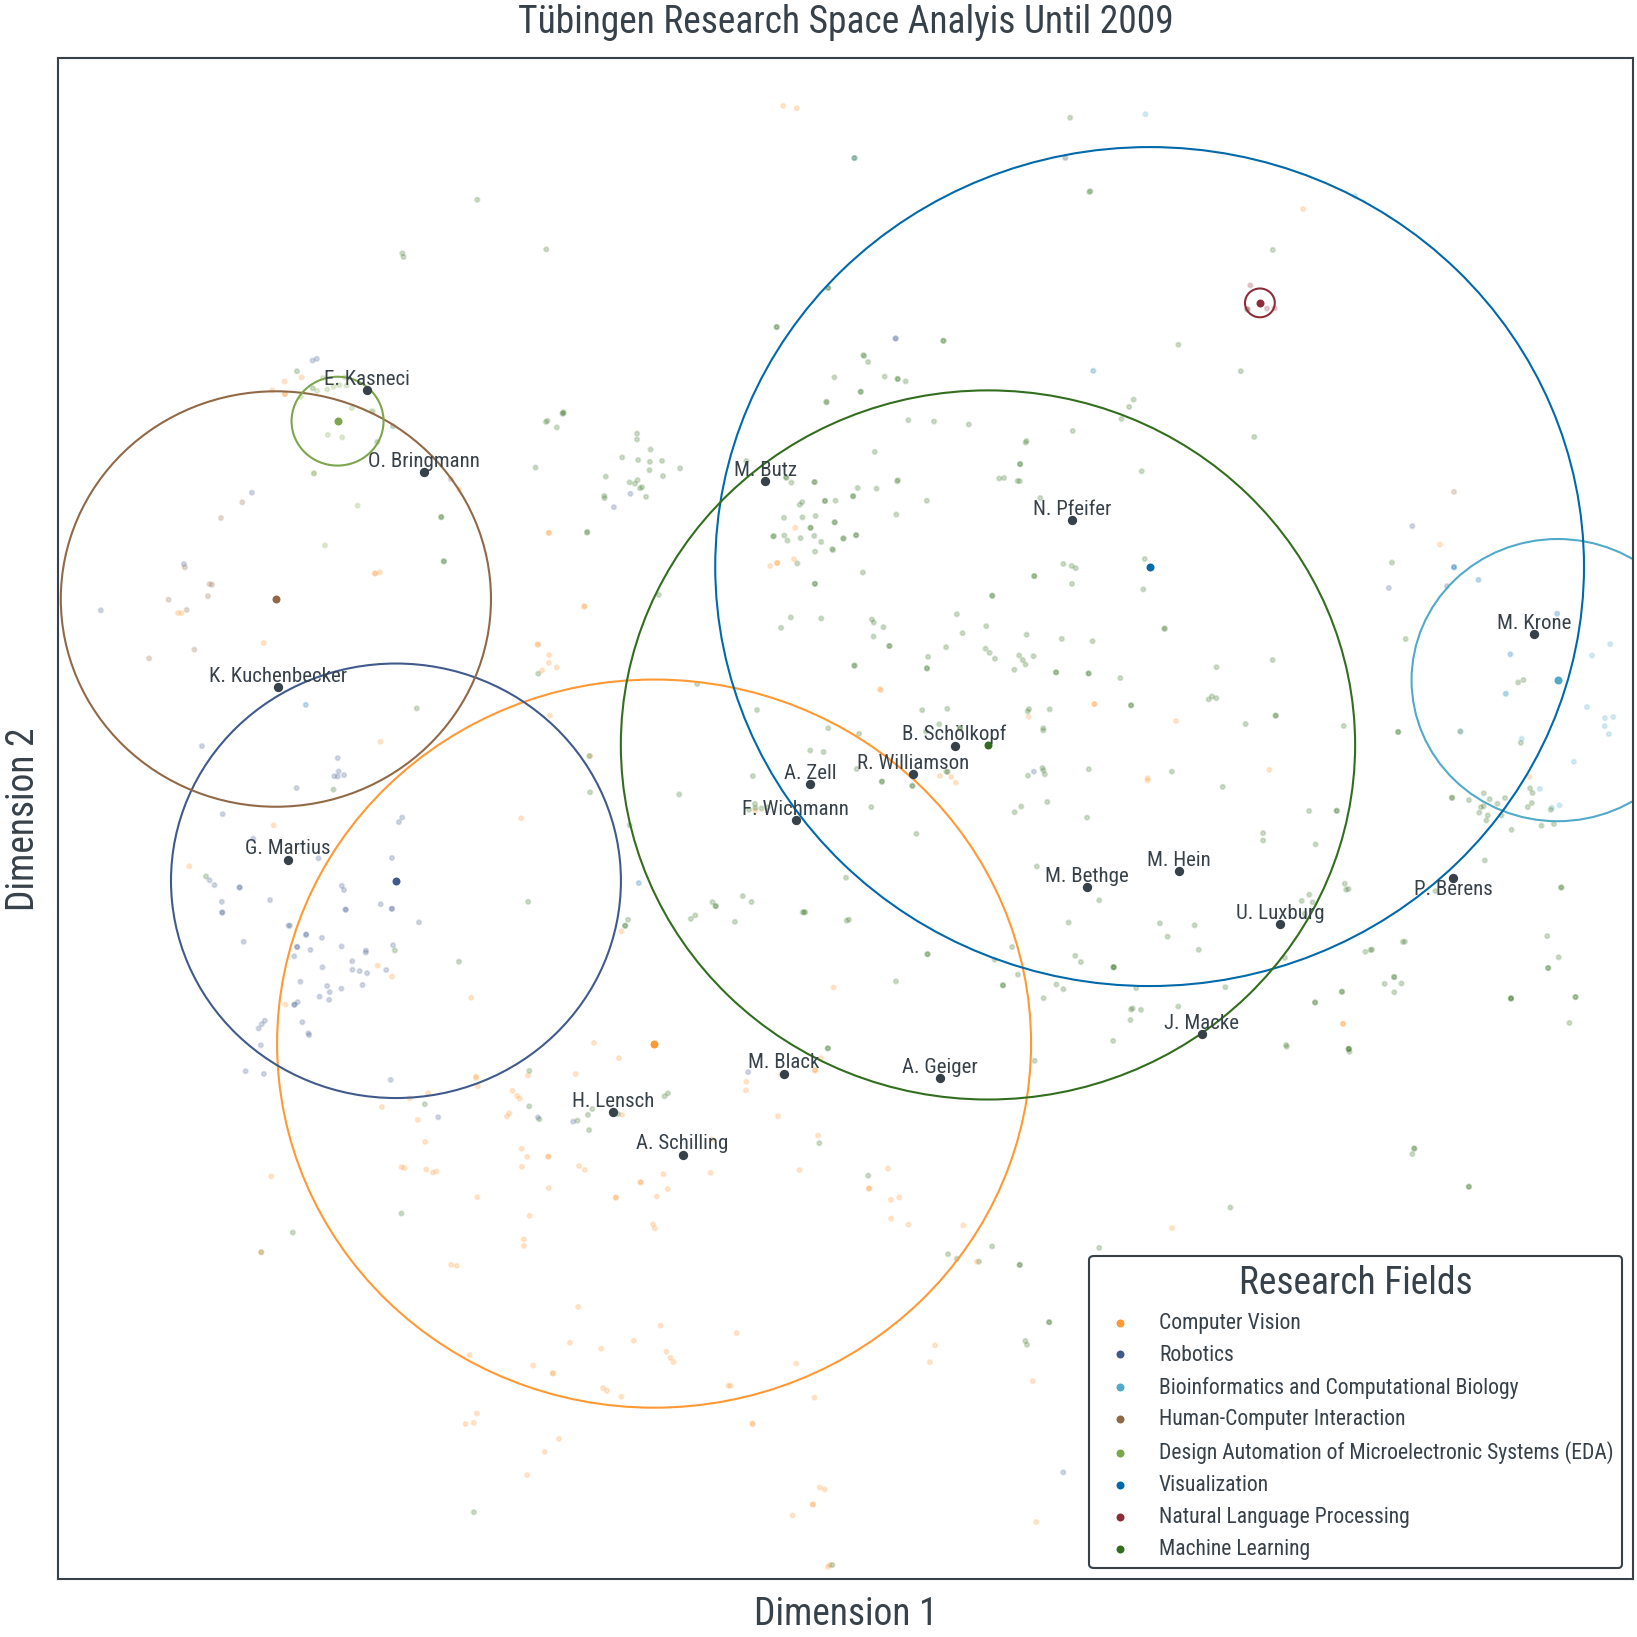 Tübingen Research Space Analyis Until 2009
E. Kasneci
O. Bringmann
M. Butz
N. Pfeifer
M. Krone
K. Kuchenbecker
B. Schölkopf
R. Williamson
A. Zell
F. Wichmann
G. Martius
M. Hein
M. Bethge
P. Berens
U. Luxburg
J. Macke
M. Black
A. Geiger
H. Lensch
A. Schilling
Dimension 2
Dimension 1
Research Fields
Computer Vision
Robotics
Bioinformatics and Computational Biology
Human-Computer Interaction
Design Automation of Microelectronic Systems (EDA)
Visualization
Natural Language Processing
Machine Learning